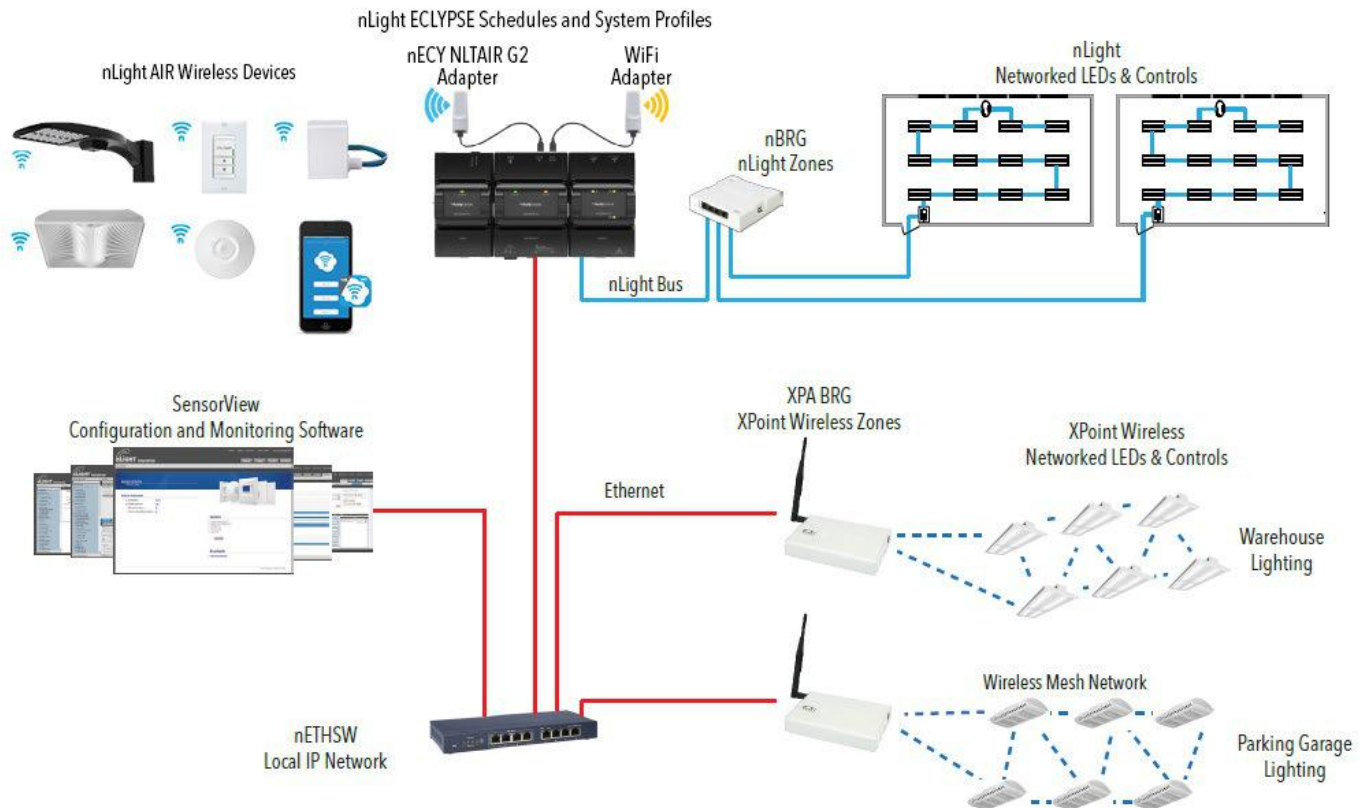 nLight ECLYPSE Schedules and System Profiles
nECY NLTAIR G2
Adapter
WiFi
Adapter
nLight AIR Wireless Devices
nLight
Networked LEDs & Controls
nBRG
nLight Zones
nLight Bus
SensorView
Configuration and Monitoring Software
XPA BRG
XPoint Wireless Zones
XPoint Wireless
Networked LEDs & Controls
Ethernet
Warehouse
Lighting
Wireless Mesh Network
nETHSW
Local IP Network
Parking Garage
Lighting